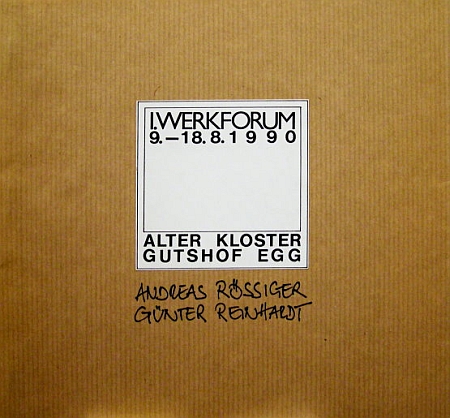 I.WERKFORUM
9.–18.8.1990
ALTER KLOSTER
GUTSHOF EGG
ANDREAS RÖSSIGER
GÜNTER REINHARDT